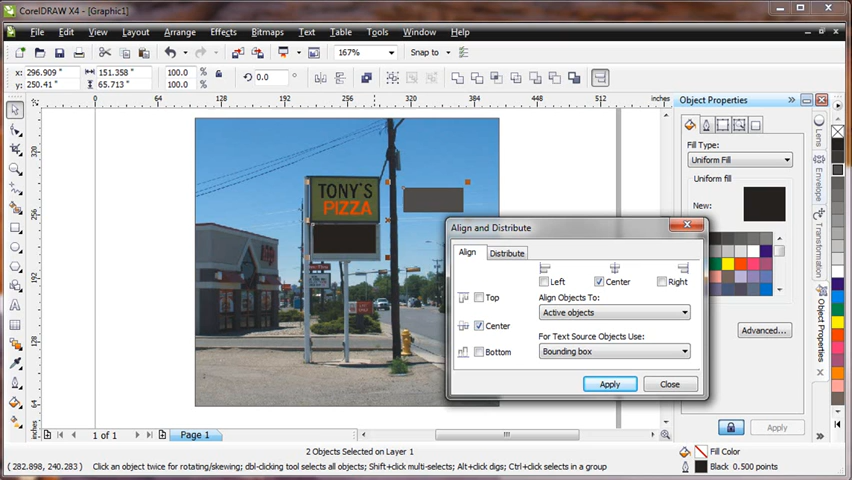 CorelDRAW X4 - [Graphic1]
File Edit View Layout Arrange Effects Bitmaps Text Table Tools Window Help
167% Snap to
x: 296.909 " 151.358 " 100.0 % 0.0 °
y: 250.41 " 65.713 " 100.0 %
0 64 128 192 256 320 384 448 512 inches
Object Properties
Fill Type:
Uniform Fill
Uniform fill
New:
Advanced...
Apply
Lens
Envelope
Transformation
Object Properties
320
256
192
128
64
inches
TONY'S
PIZZA
Align and Distribute
Align Distribute
Left Center Right
Top
Align Objects To:
Active objects
Center
For Text Source Objects Use:
Bounding box
Bottom
Apply Close
1 of 1 Page 1
2 Objects Selected on Layer 1
Fill Color
(282.898, 240.283) Click an object twice for rotating/skewing; dbl-clicking tool selects all objects; Shift+click multi-selects; Alt+click digs; Ctrl+click selects in a group
Black 0.500 points